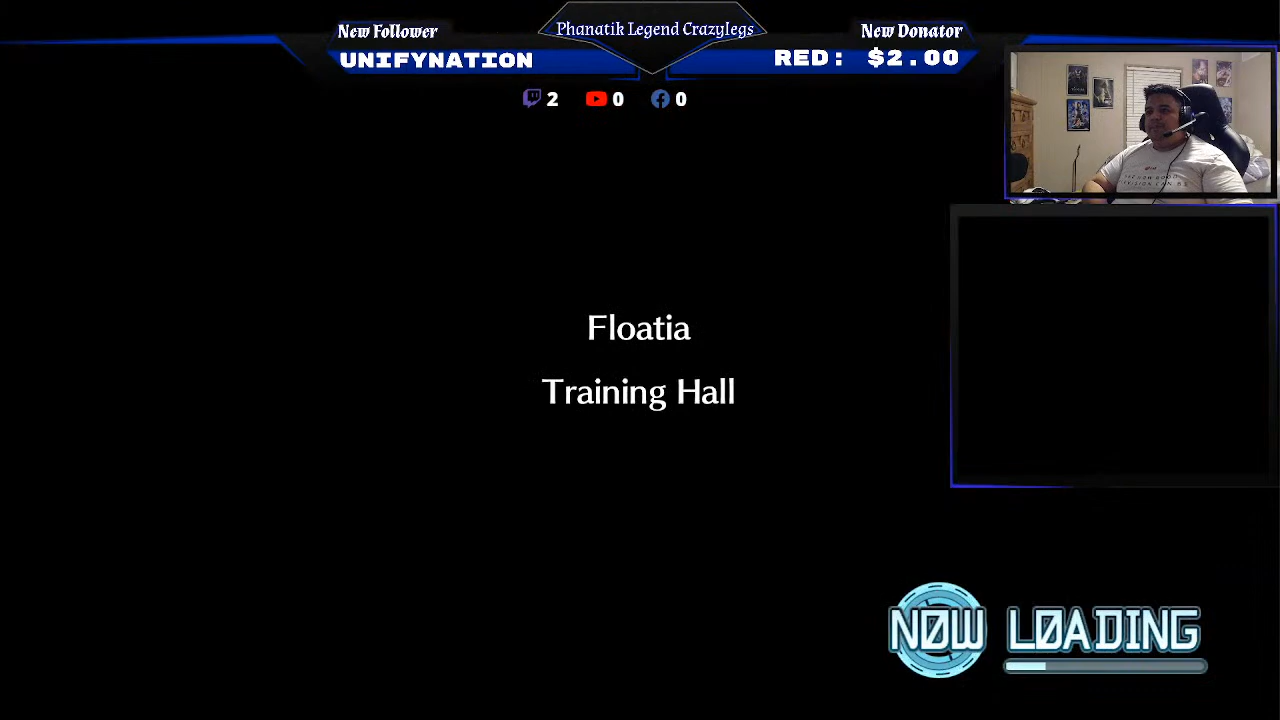 New Follower
Phanatik Legend Crazylegs
New Donator
UNIFYNATION
RED: $2.00
2
0
0
Floatia
Training Hall
NOW LOADING